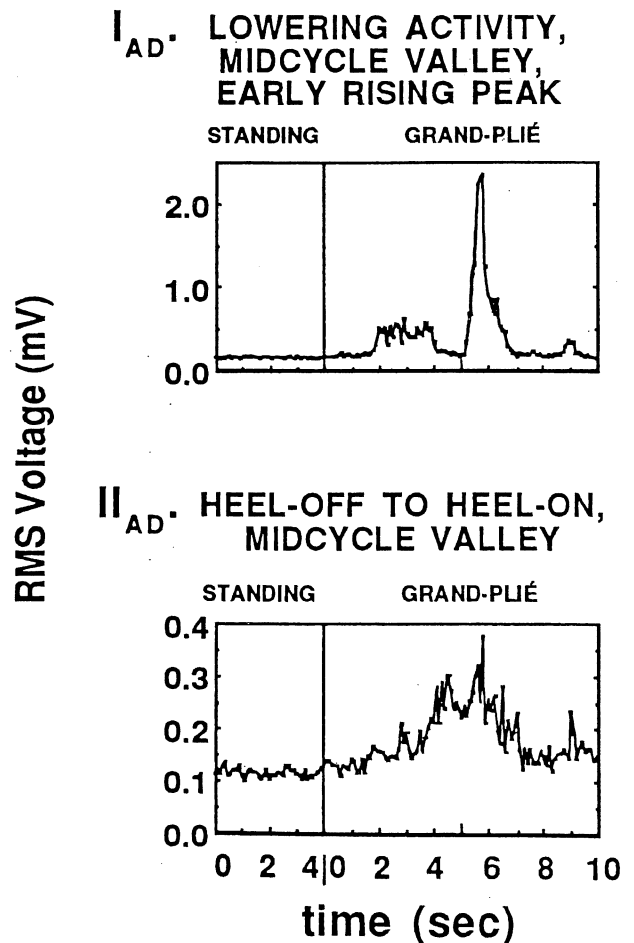 I AD. LOWERING ACTIVITY,
MIDCYCLE VALLEY,
EARLY RISING PEAK
STANDING GRAND-PLIÉ
2.0
1.0
0.0
RMS Voltage (mV)
II AD. HEEL-OFF TO HEEL-ON,
MIDCYCLE VALLEY
STANDING GRAND-PLIÉ
0.4
0.3
0.2
0.1
0.0
0 2 4|0 2 4 6 8 10
time (sec)